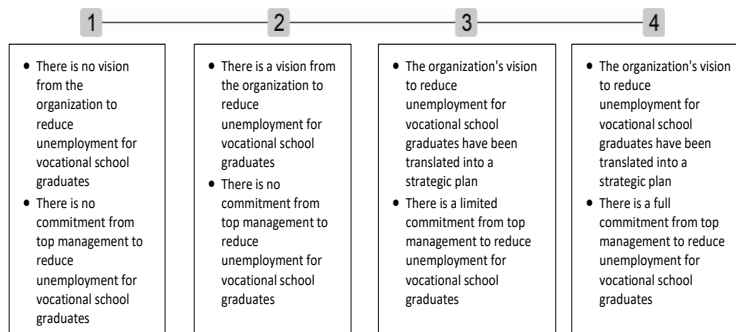 1
2
3
4
• There is no vision
from the
organization to
reduce
unemployment for
vocational school
graduates
• There is no
commitment from
top management to
reduce
unemployment for
vocational school
graduates
• There is a vision from
the organization to
reduce
unemployment for
vocational school
graduates
• There is no
commitment from
top management to
reduce
unemployment for
vocational school
graduates
• The organization's vision
to reduce
unemployment for
vocational school
graduates have been
translated into a
strategic plan
• There is a limited
commitment from top
management to reduce
unemployment for
vocational school
graduates
• The organization's vision
to reduce
unemployment for
vocational school
graduates have been
translated into a
strategic plan
• There is a full
commitment from top
management to reduce
unemployment for
vocational school
graduates